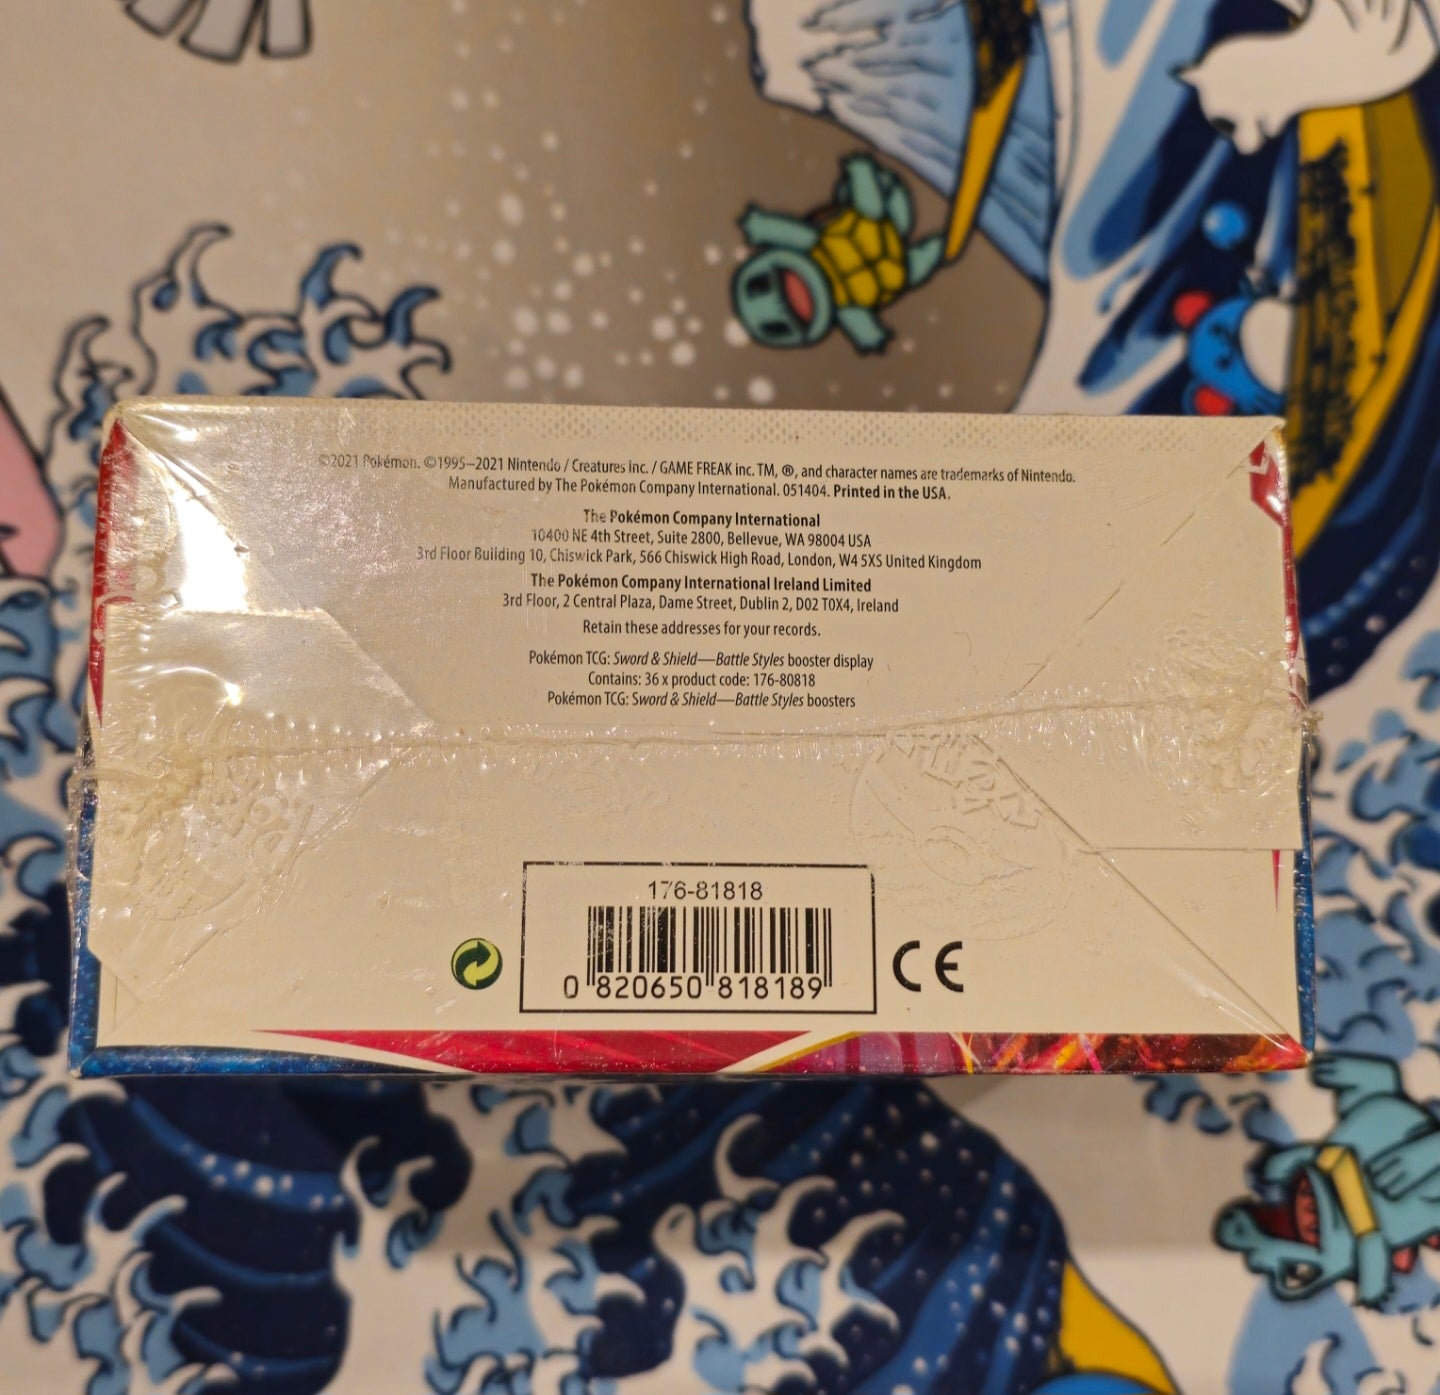 ©2021 Pokémon. ©1995–2021 Nintendo / Creatures Inc. / GAME FREAK inc. TM, ®, and character names are trademarks of Nintendo.
Manufactured by The Pokémon Company International. 051404. Printed in the USA.
The Pokémon Company International
10400 NE 4th Street, Suite 2800, Bellevue, WA 98004 USA
3rd Floor Building 10, Chiswick Park, 566 Chiswick High Road, London, W4 5XS United Kingdom
The Pokémon Company International Ireland Limited
3rd Floor, 2 Central Plaza, Dame Street, Dublin 2, D02 T0X4, Ireland
Retain these addresses for your records.
Pokémon TCG: Sword & Shield—Battle Styles booster display
Contains: 36 x product code: 176-80818
Pokémon TCG: Sword & Shield—Battle Styles boosters
176-81818
0 820650 818189
CE